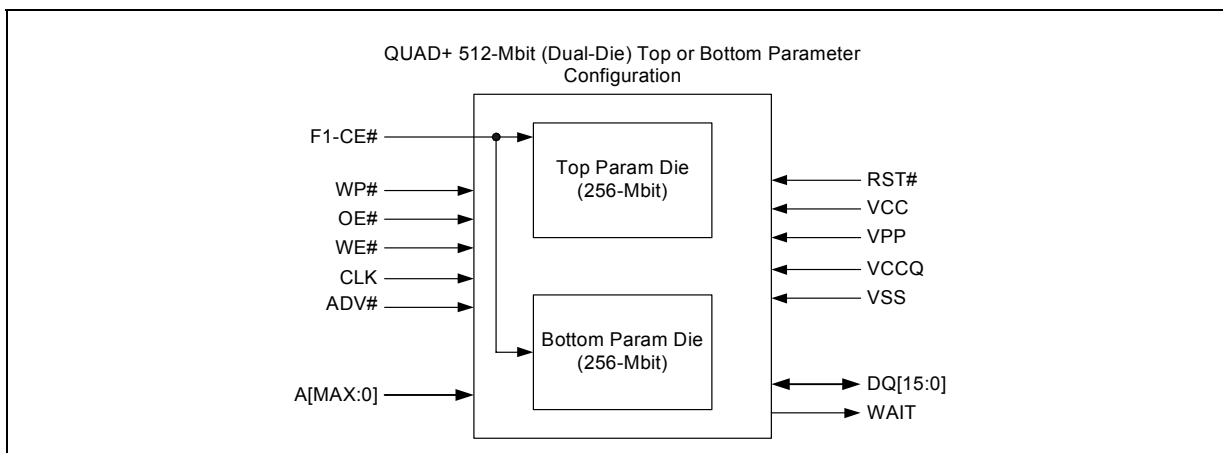 QUAD+ 512-Mbit (Dual-Die) Top or Bottom Parameter
Configuration
F1-CE#
WP#
OE#
WE#
CLK
ADV#
A[MAX:0]
Top Param Die
(256-Mbit)
Bottom Param Die
(256-Mbit)
RST#
VCC
VPP
VCCQ
VSS
DQ[15:0]
WAIT